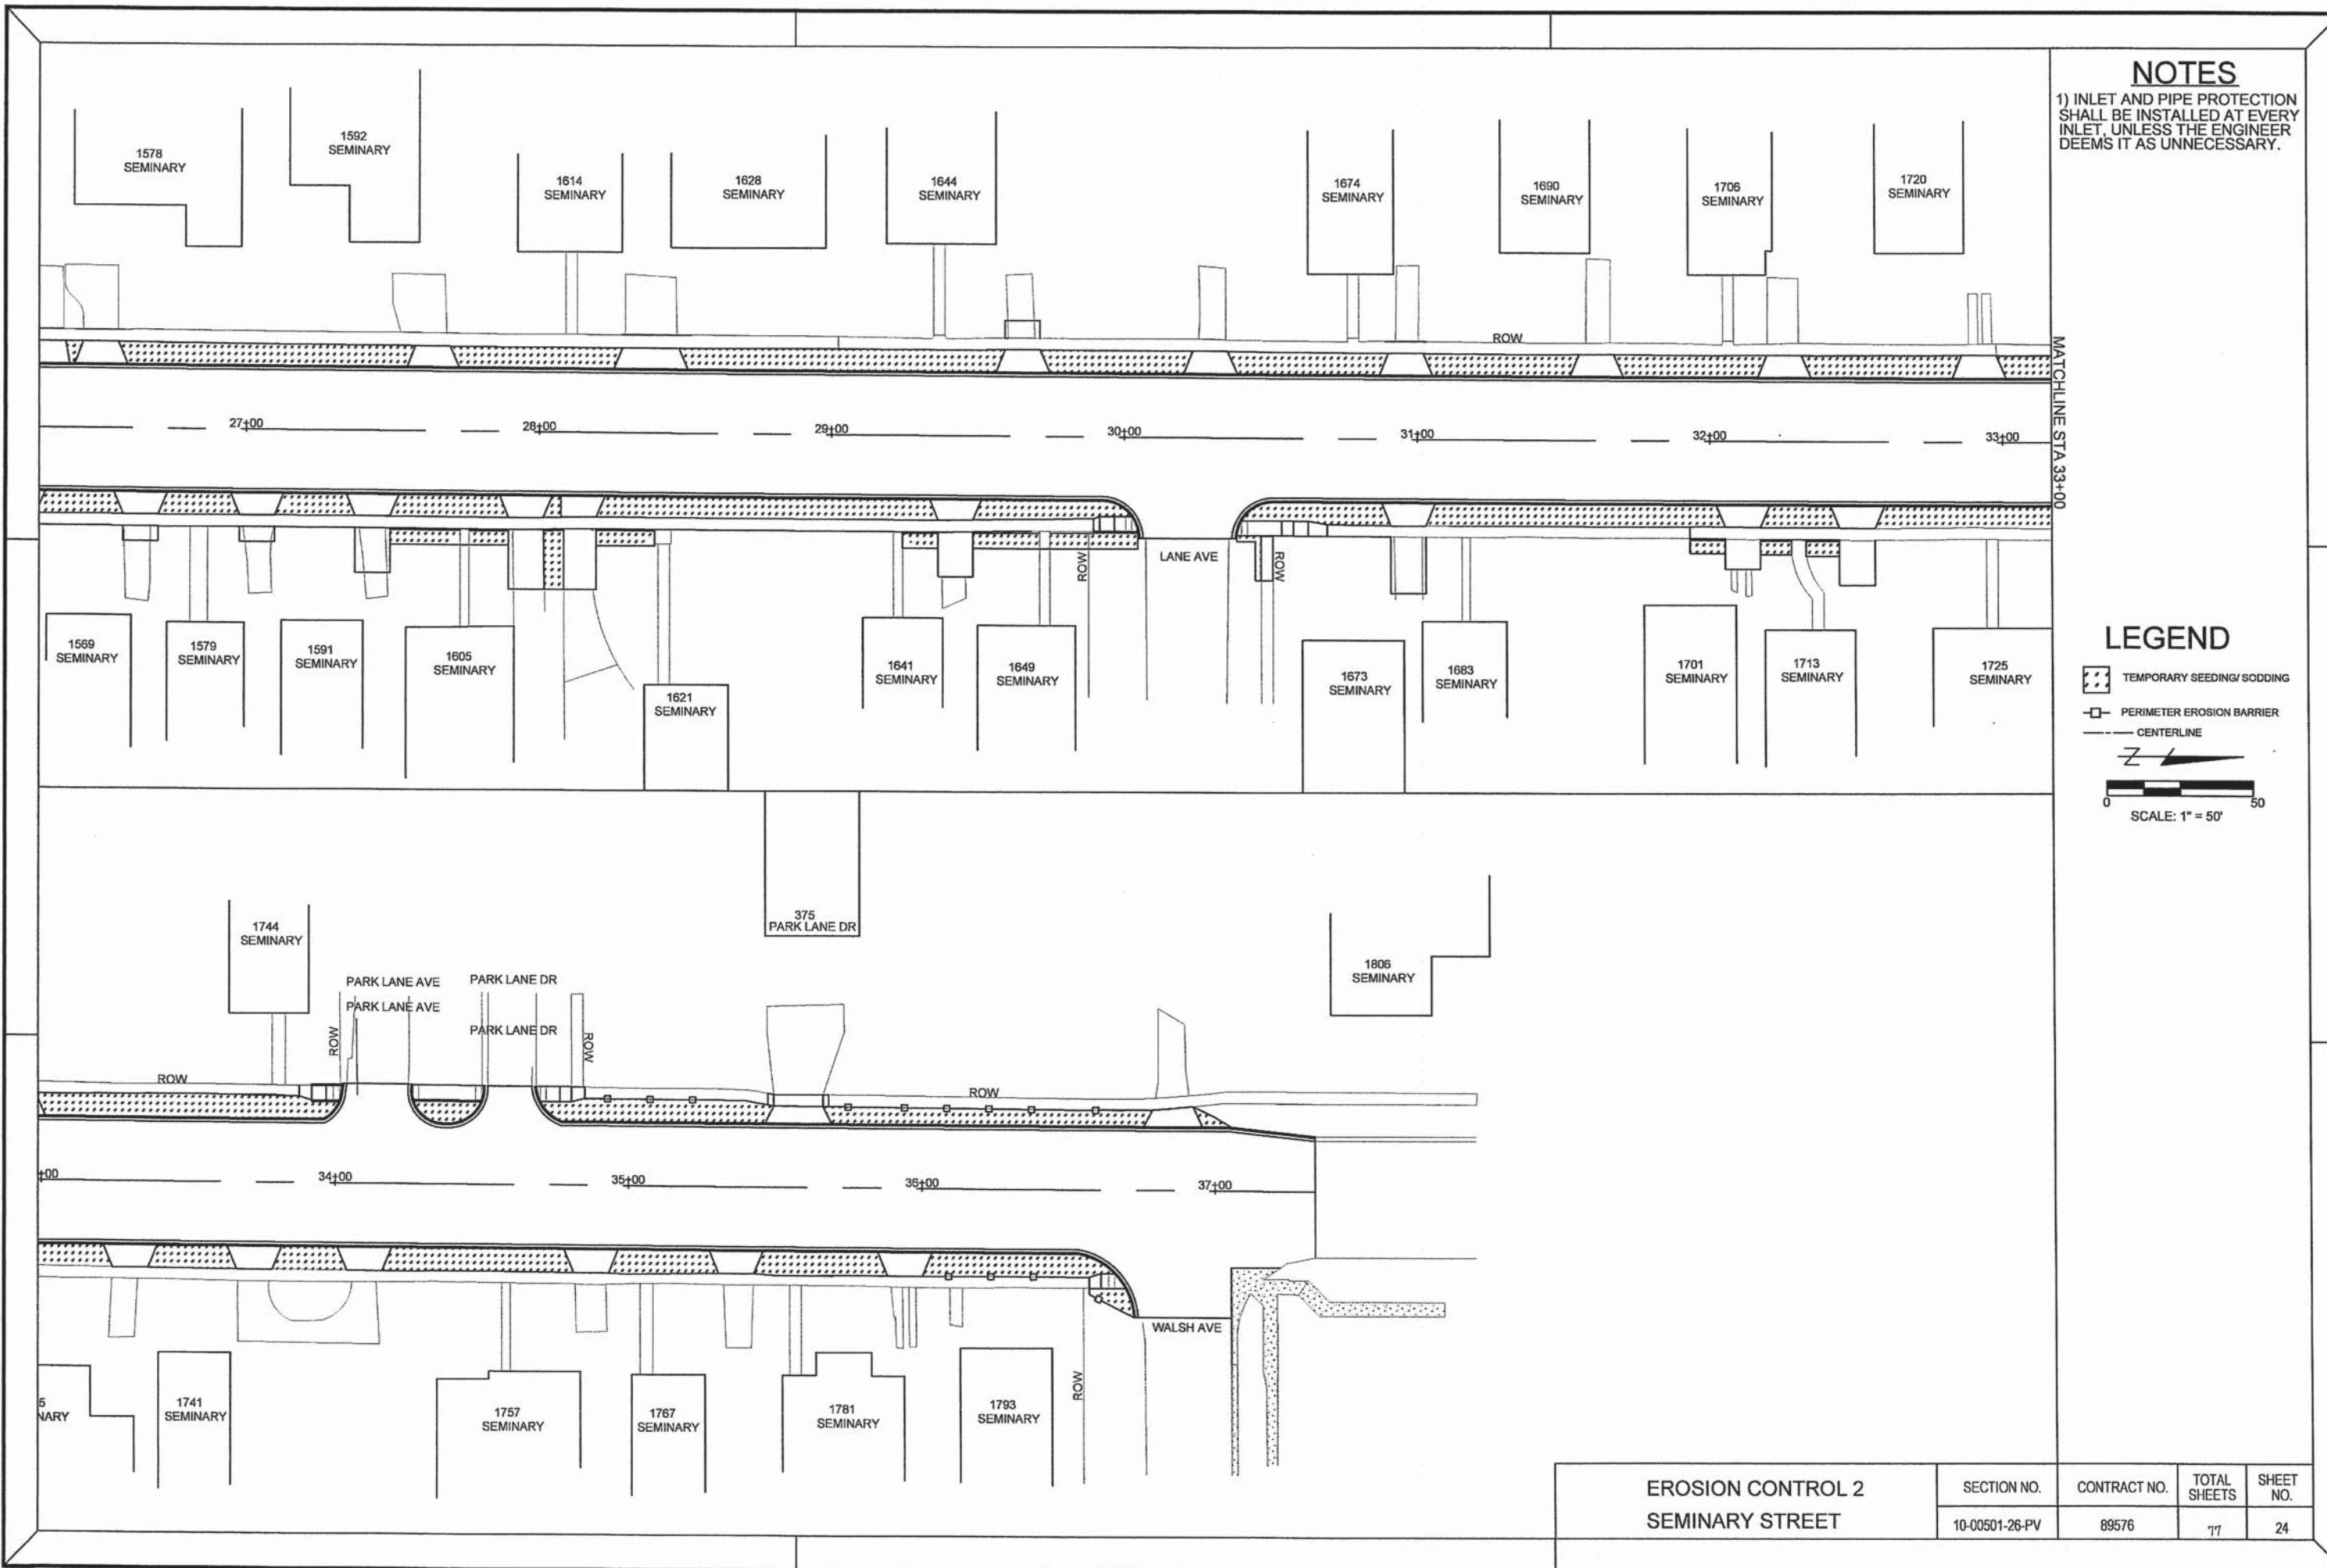 NOTES
1) INLET AND PIPE PROTECTION
SHALL BE INSTALLED AT EVERY
INLET, UNLESS THE ENGINEER
DEEMS IT AS UNNECESSARY.
1578
SEMINARY
1592
SEMINARY
1614
SEMINARY
1628
SEMINARY
1644
SEMINARY
1674
SEMINARY
1690
SEMINARY
1706
SEMINARY
1720
SEMINARY
ROW
27+00
28+00
29+00
30+00
31+00
32+00
33+00
MATCHLINE STA 33+00
ROW
LANE AVE
ROW
1569
SEMINARY
1579
SEMINARY
1591
SEMINARY
1605
SEMINARY
1621
SEMINARY
1641
SEMINARY
1649
SEMINARY
1673
SEMINARY
1683
SEMINARY
1701
SEMINARY
1713
SEMINARY
1725
SEMINARY
LEGEND
TEMPORARY SEEDING/ SODDING
PERIMETER EROSION BARRIER
CENTERLINE
Z
0
50
SCALE: 1" = 50'
1744
SEMINARY
375
PARK LANE DR
1806
SEMINARY
PARK LANE AVE
PARK LANE DR
PARK LANE AVE
PARK LANE DR
ROW
ROW
ROW
ROW
+00
34+00
35+00
36+00
37+00
WALSH AVE
ROW
5
NARY
1741
SEMINARY
1757
SEMINARY
1767
SEMINARY
1781
SEMINARY
1793
SEMINARY
EROSION CONTROL 2
SEMINARY STREET
SECTION NO.
10-00501-26-PV
CONTRACT NO.
89576
TOTAL
SHEETS
77
SHEET
NO.
24